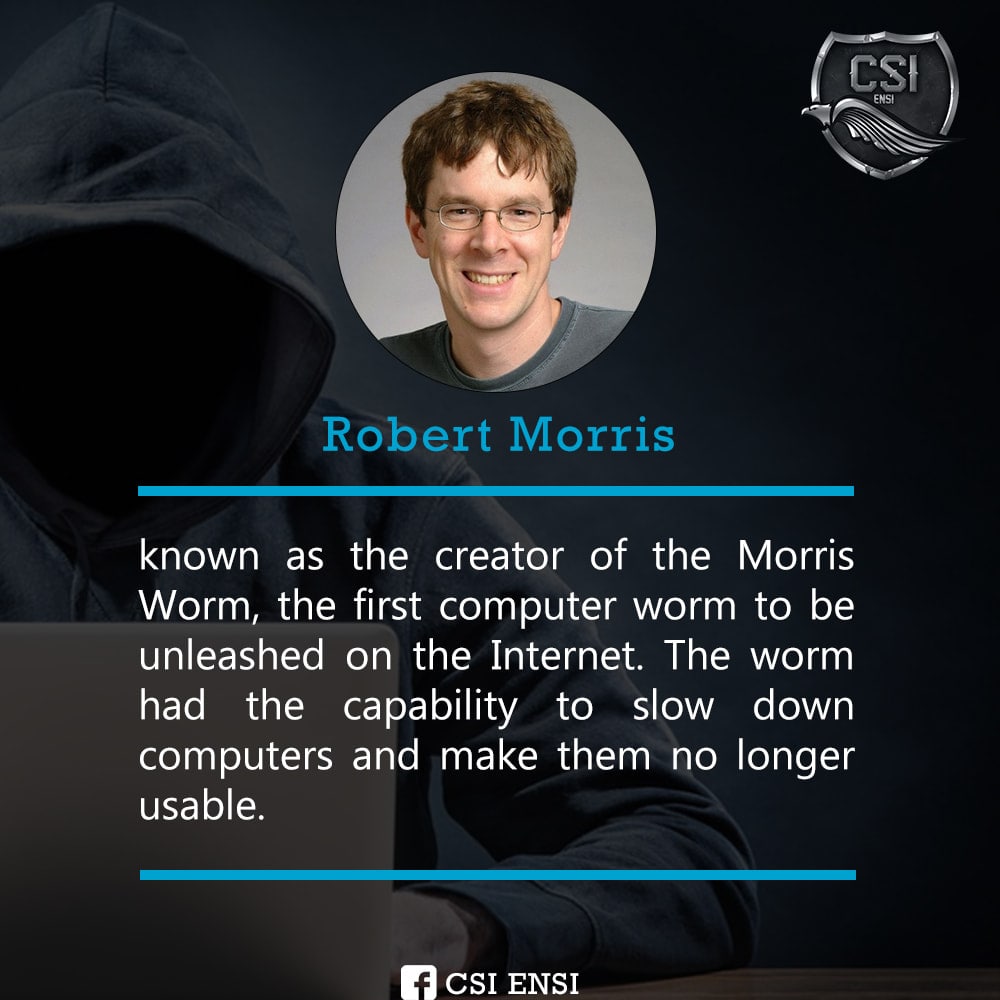 CSI
ENSI
Robert Morris
known as the creator of the Morris
Worm, the first computer worm to be
unleashed on the Internet. The worm
had the capability to slow down
computers and make them no longer
usable.
f CSI ENSI